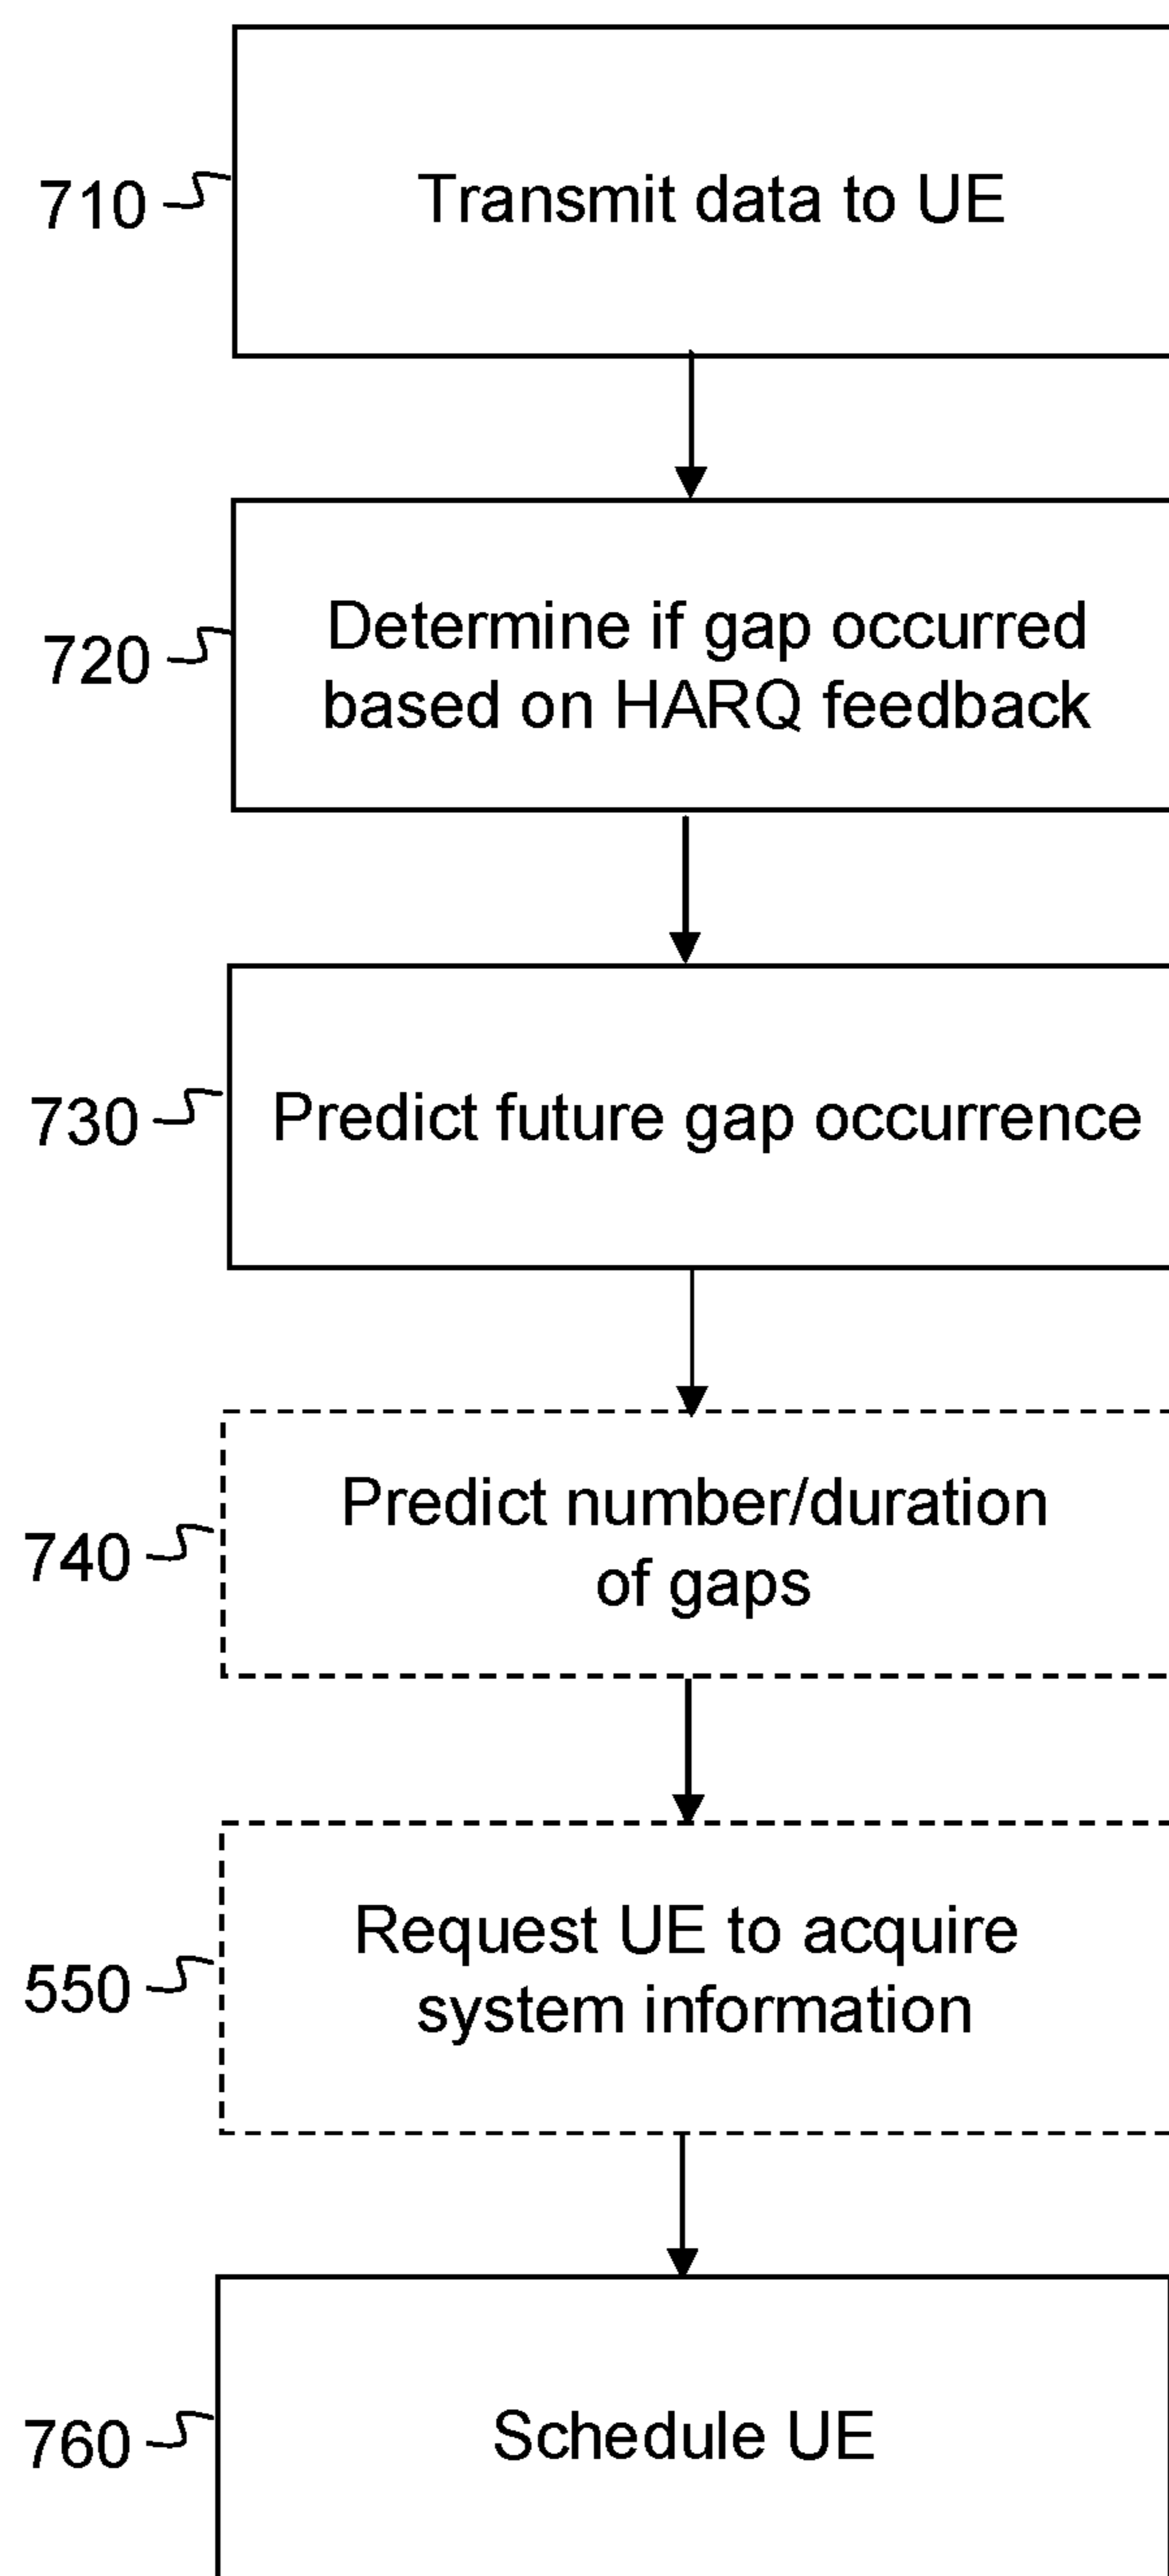 710
Transmit data to UE
720
Determine if gap occurred
based on HARQ feedback
730
Predict future gap occurrence
740
Predict number/duration
of gaps
550
Request UE to acquire
system information
760
Schedule UE